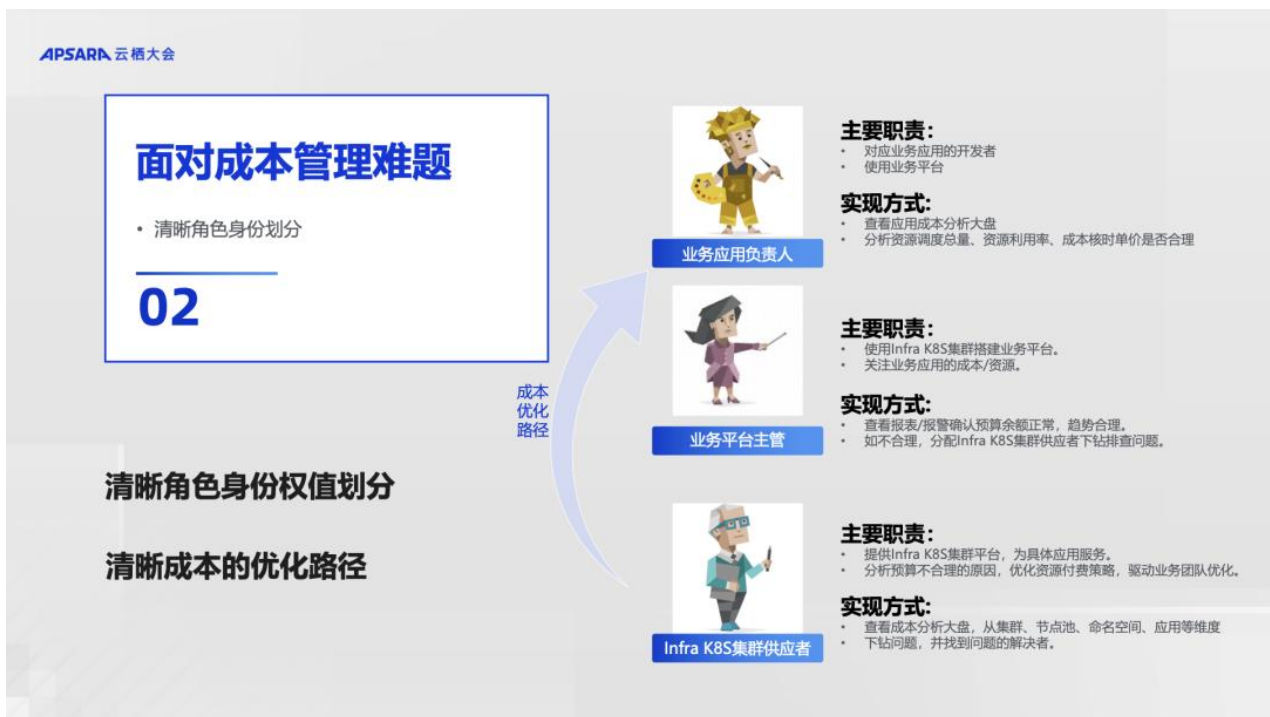 APSARA 云栖大会
面对成本管理难题
• 清晰角色身份划分
02
清晰角色身份权值划分
清晰成本的优化路径
成本
优化
路径
业务应用负责人
主要职责:
• 对应业务应用的开发者
• 使用业务平台
实现方式:
• 查看应用成本分析大盘
• 分析资源调度总量、资源利用率、成本核时单价是否合理
业务平台主管
主要职责:
• 使用Infra K8S集群搭建业务平台。
• 关注业务应用的成本/资源。
实现方式:
• 查看报表/报警确认预算余额正常，趋势合理。
• 如不合理，分配Infra K8S集群供应者下钻排查问题。
Infra K8S集群供应者
主要职责:
• 提供Infra K8S集群平台，为具体应用服务。
• 分析预算不合理的原因，优化资源付费策略，驱动业务团队优化。
实现方式:
• 查看成本分析大盘，从集群、节点池、命名空间、应用等维度
• 下钻问题，并找到问题的解决者。